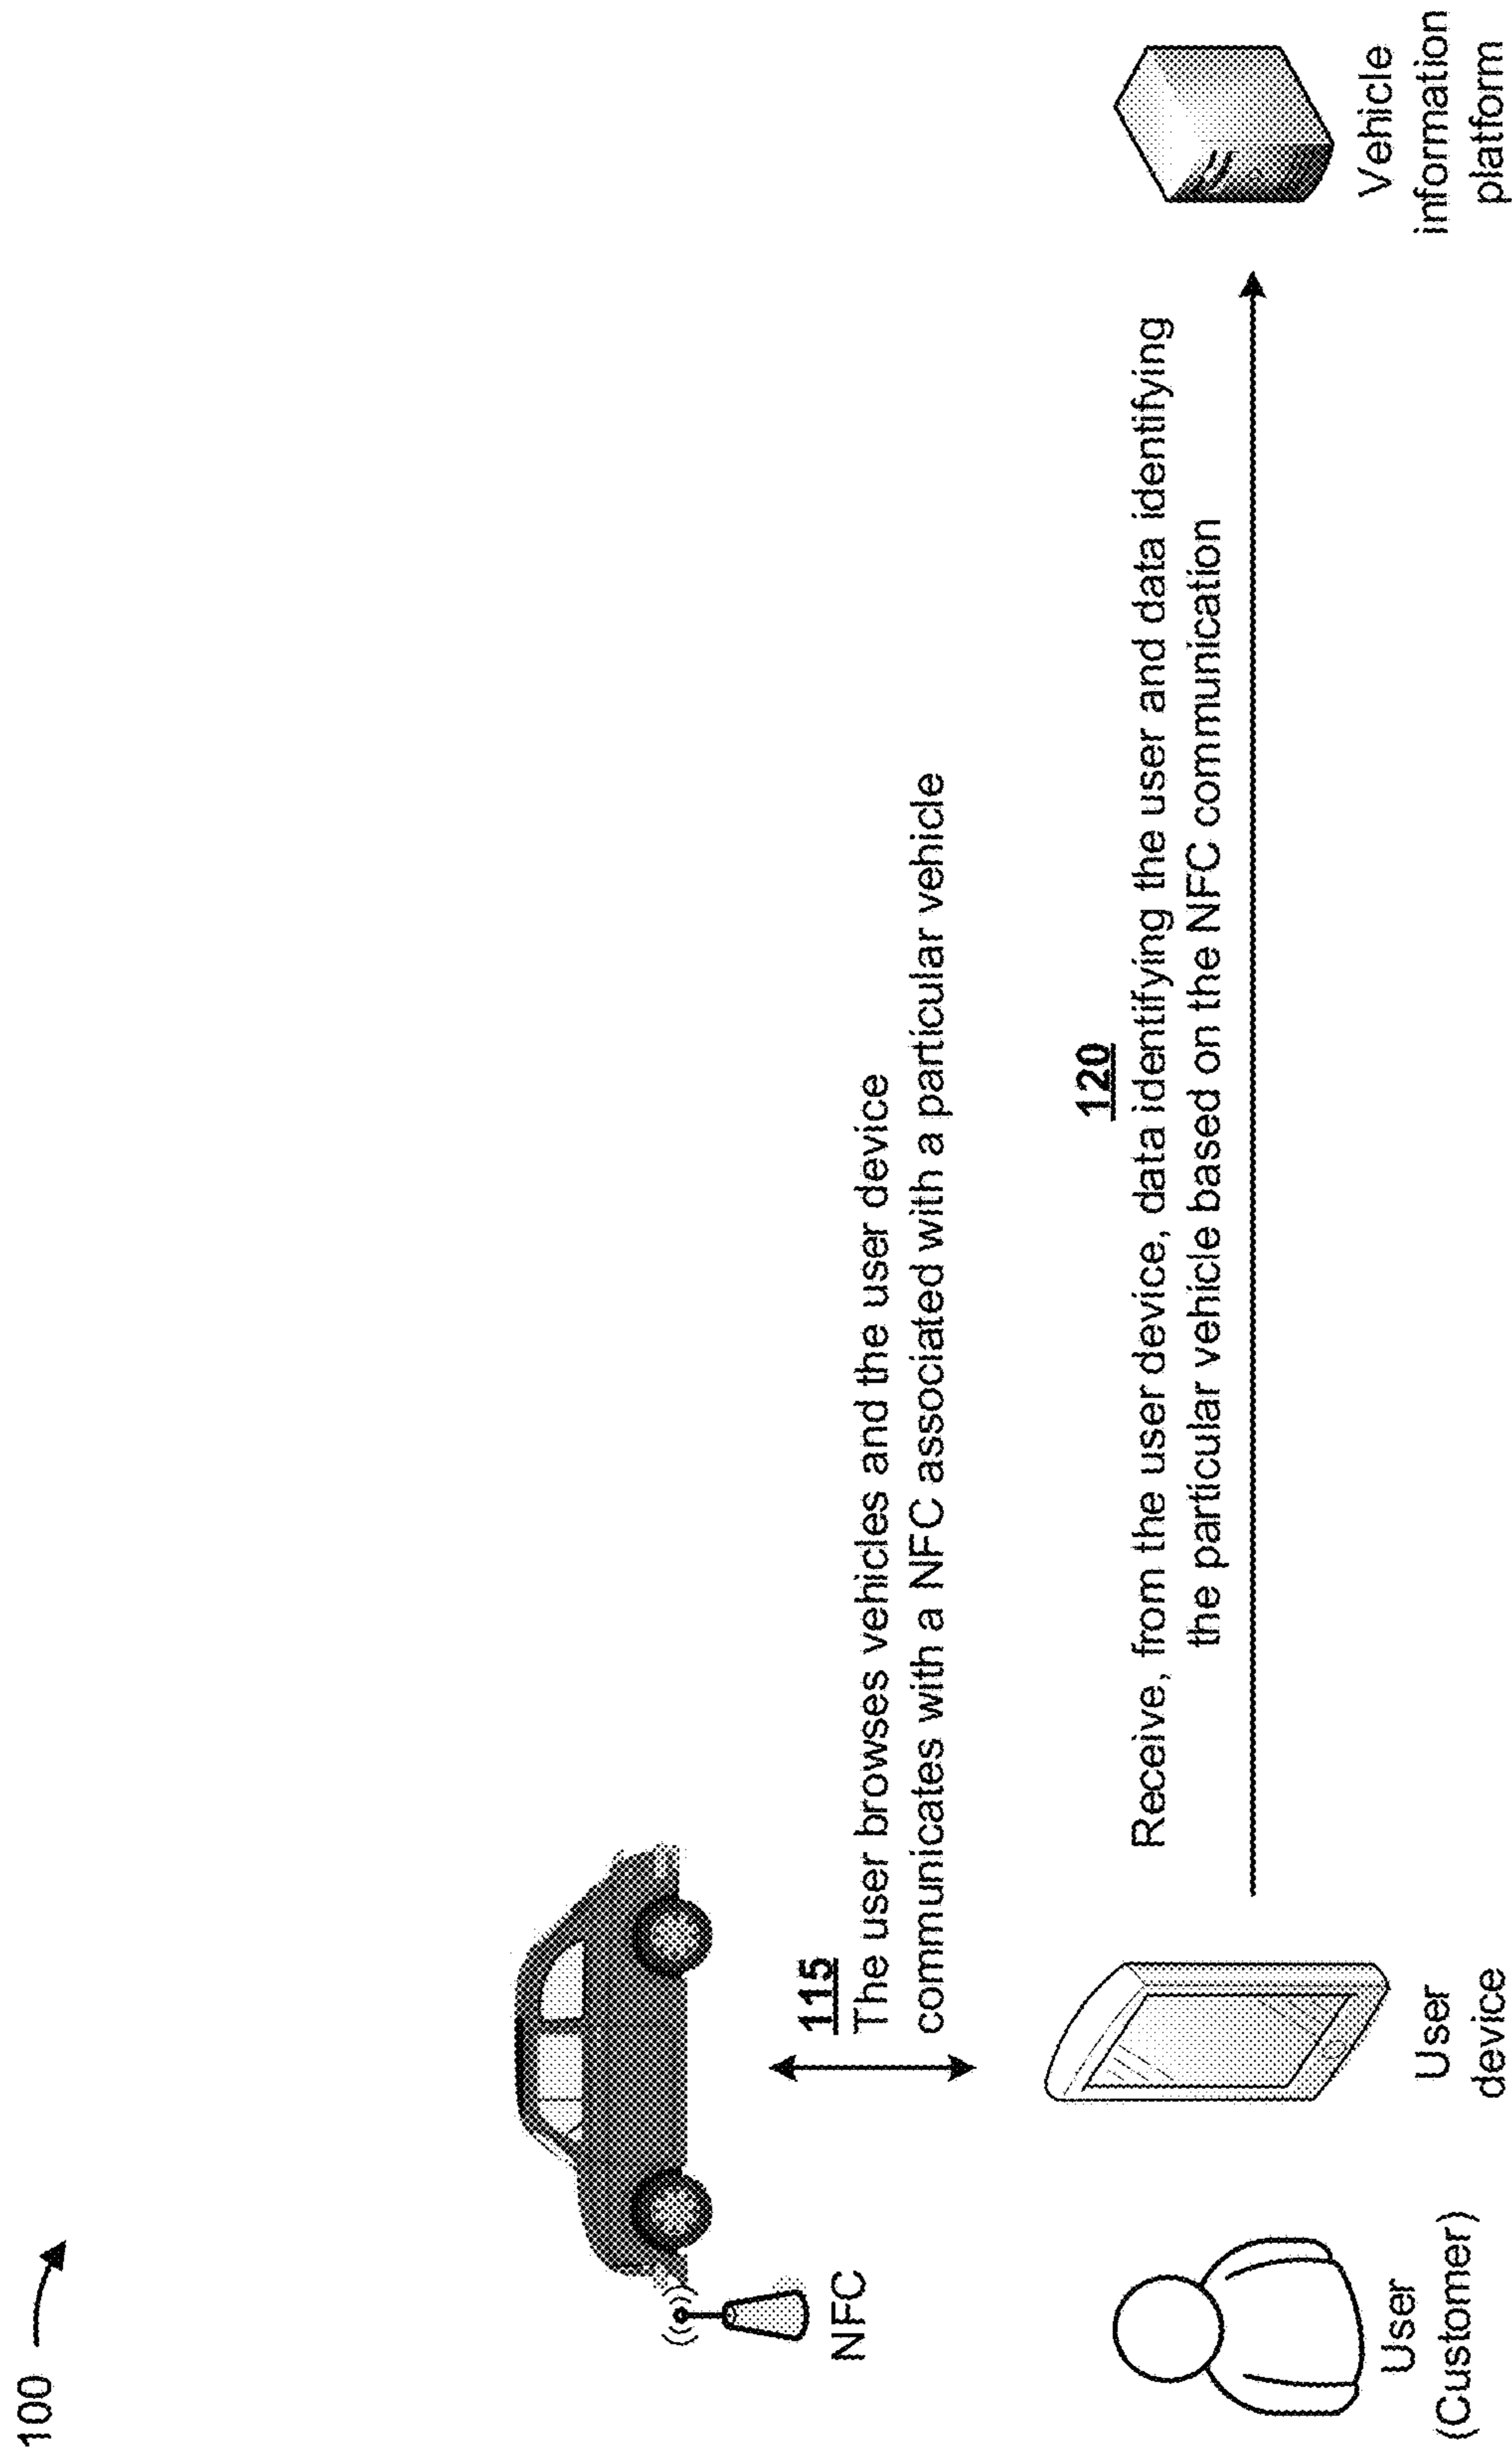 100
NFC
115
The user browses vehicles and the user device
communicates with a NFC associated with a particular vehicle
120
Receive, from the user device, data identifying the user and data identifying
the particular vehicle based on the NFC communication
User
(Customer)
User
device
Vehicle
information
platform